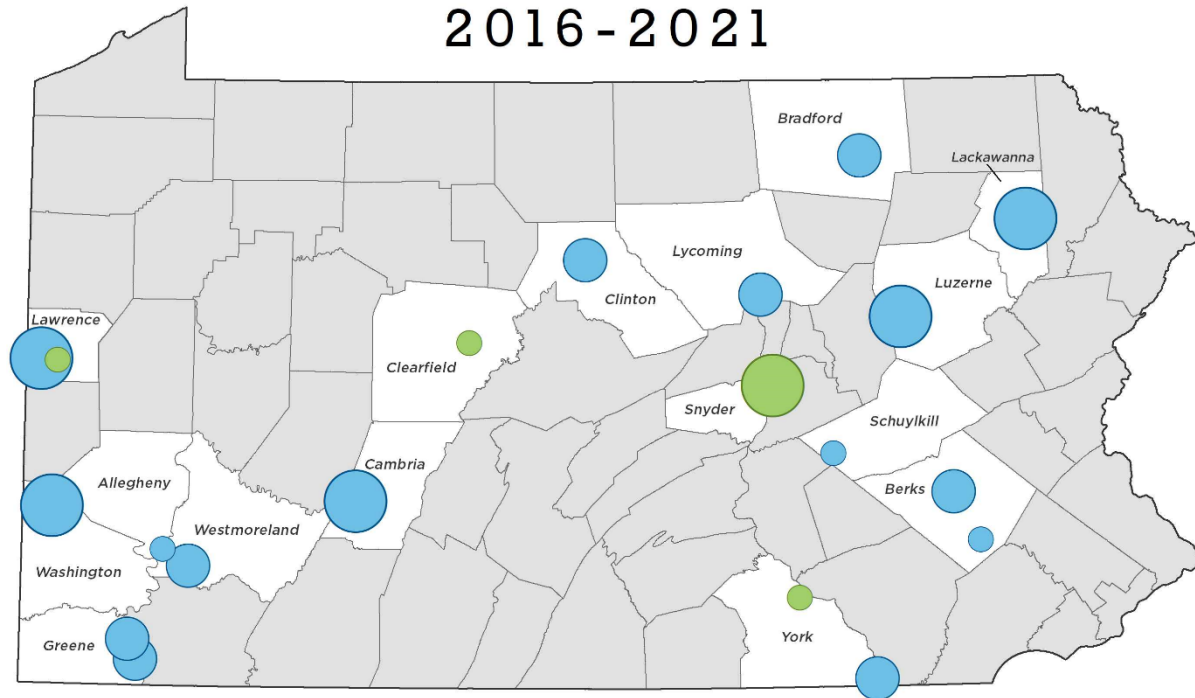 2016-2021
Bradford
Lackawanna
Lycoming
Luzerne
Clinton
Lawrence
Clearfield
Snyder
Schuylkill
Allegheny
Cambria
Berks
Westmoreland
Washington
York
Greene